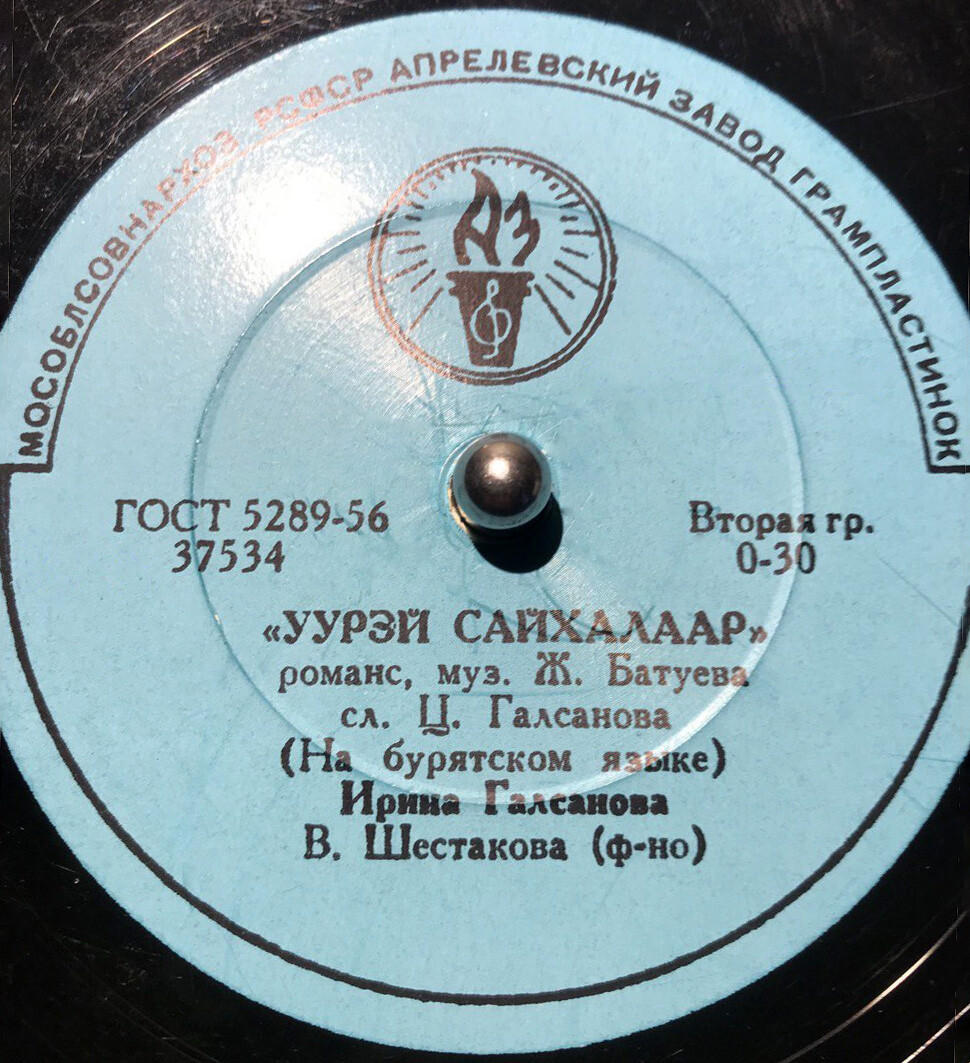 МОСОБЛСОВНАРХОЗ РСФСР АПРЕЛЕВСКИЙ ЗАВОД ГРАМПЛАСТИНОК
АЗ
ГОСТ 5289-56
37534
Вторая гр.
0-30
«УУРЭЙ САЙХАЛААР»
романс, муз. Ж. Батуева
сл. Ц. Галсанова
(На бурятском языке)
Ирина Галсанова
В. Шестакова (ф-но)